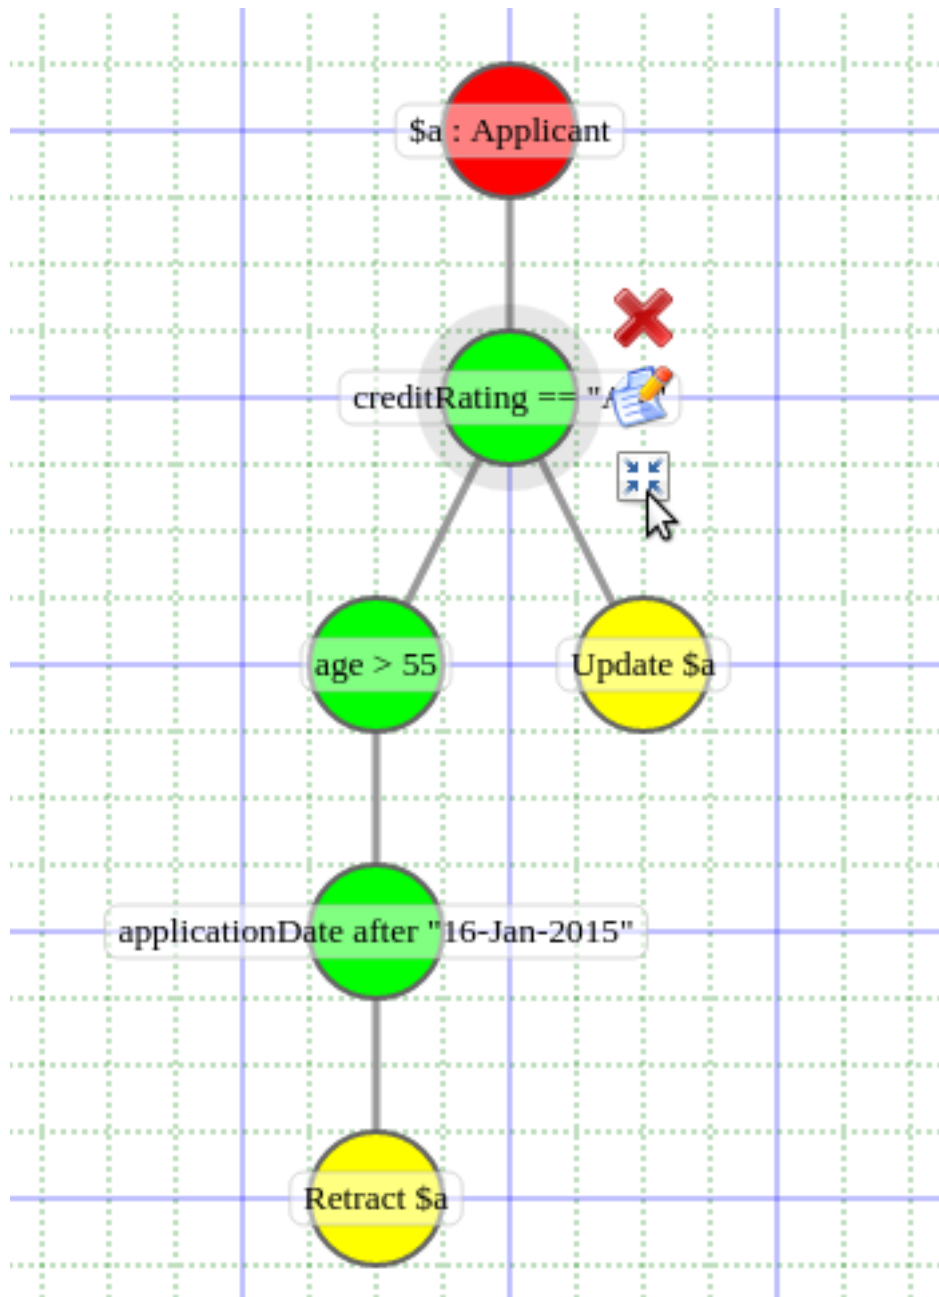 $a : Applicant
creditRating == "
age > 55
Update $a
applicationDate after "16-Jan-2015"
Retract $a